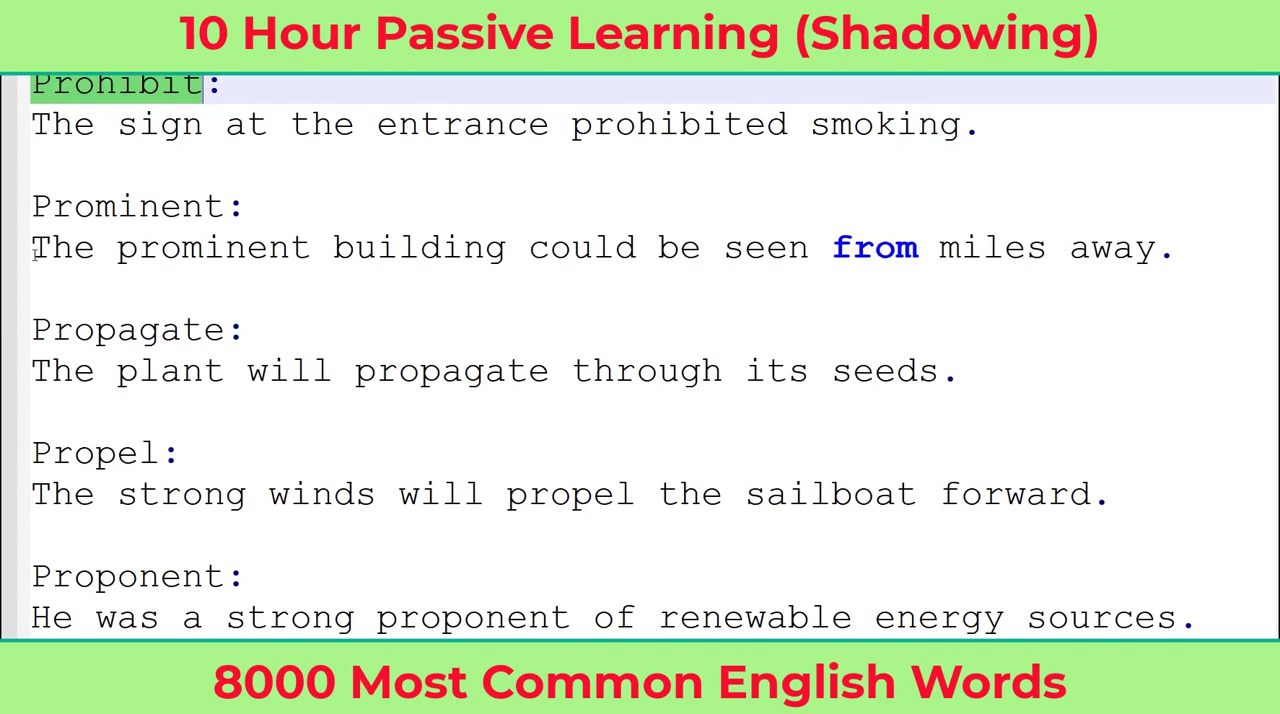 10 Hour Passive Learning (Shadowing)
Prohibit:
The sign at the entrance prohibited smoking.
Prominent:
The prominent building could be seen from miles away.
Propagate:
The plant will propagate through its seeds.
Propel:
The strong winds will propel the sailboat forward.
Proponent:
He was a strong proponent of renewable energy sources.
8000 Most Common English Words